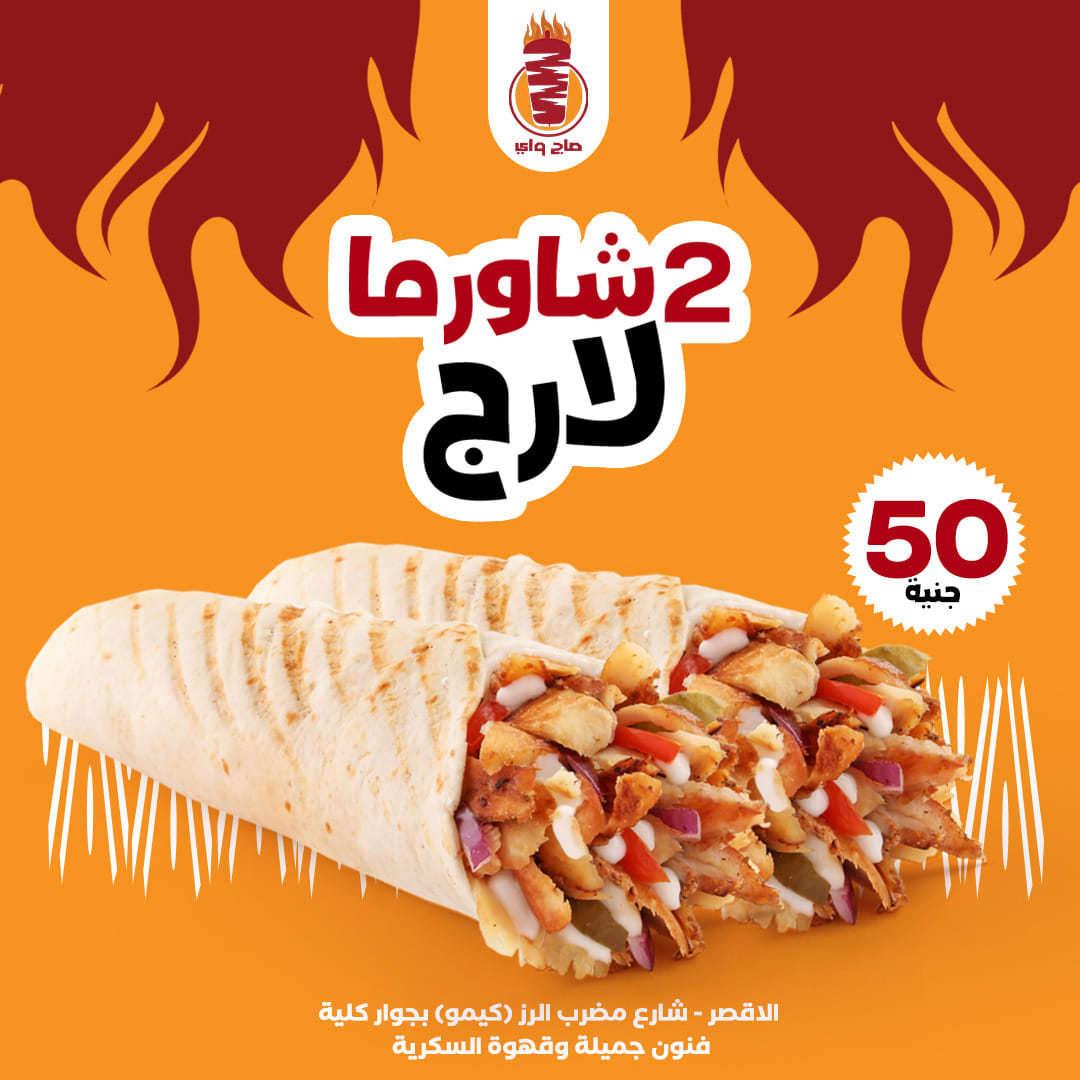 صاج واي
2 شاورما
لارج
50
جنية
الاقصر - شارع مضرب الرز (كيمو) بجوار كلية
فنون جميلة وقهوة السكرية